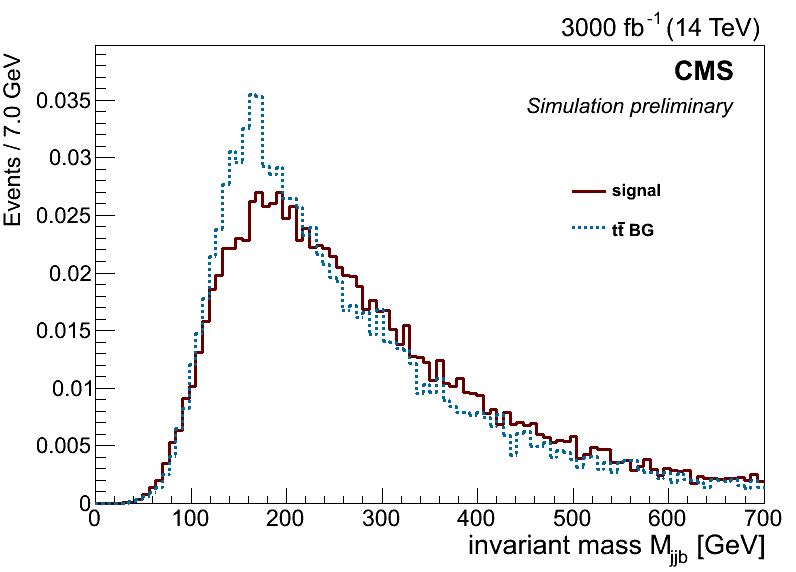 3000 fb⁻¹ (14 TeV)
CMS
Simulation preliminary
signal
tt̄ BG
Events / 7.0 GeV
0.035
0.03
0.025
0.02
0.015
0.01
0.005
0
0 100 200 300 400 500 600 700
invariant mass M_jjb [GeV]